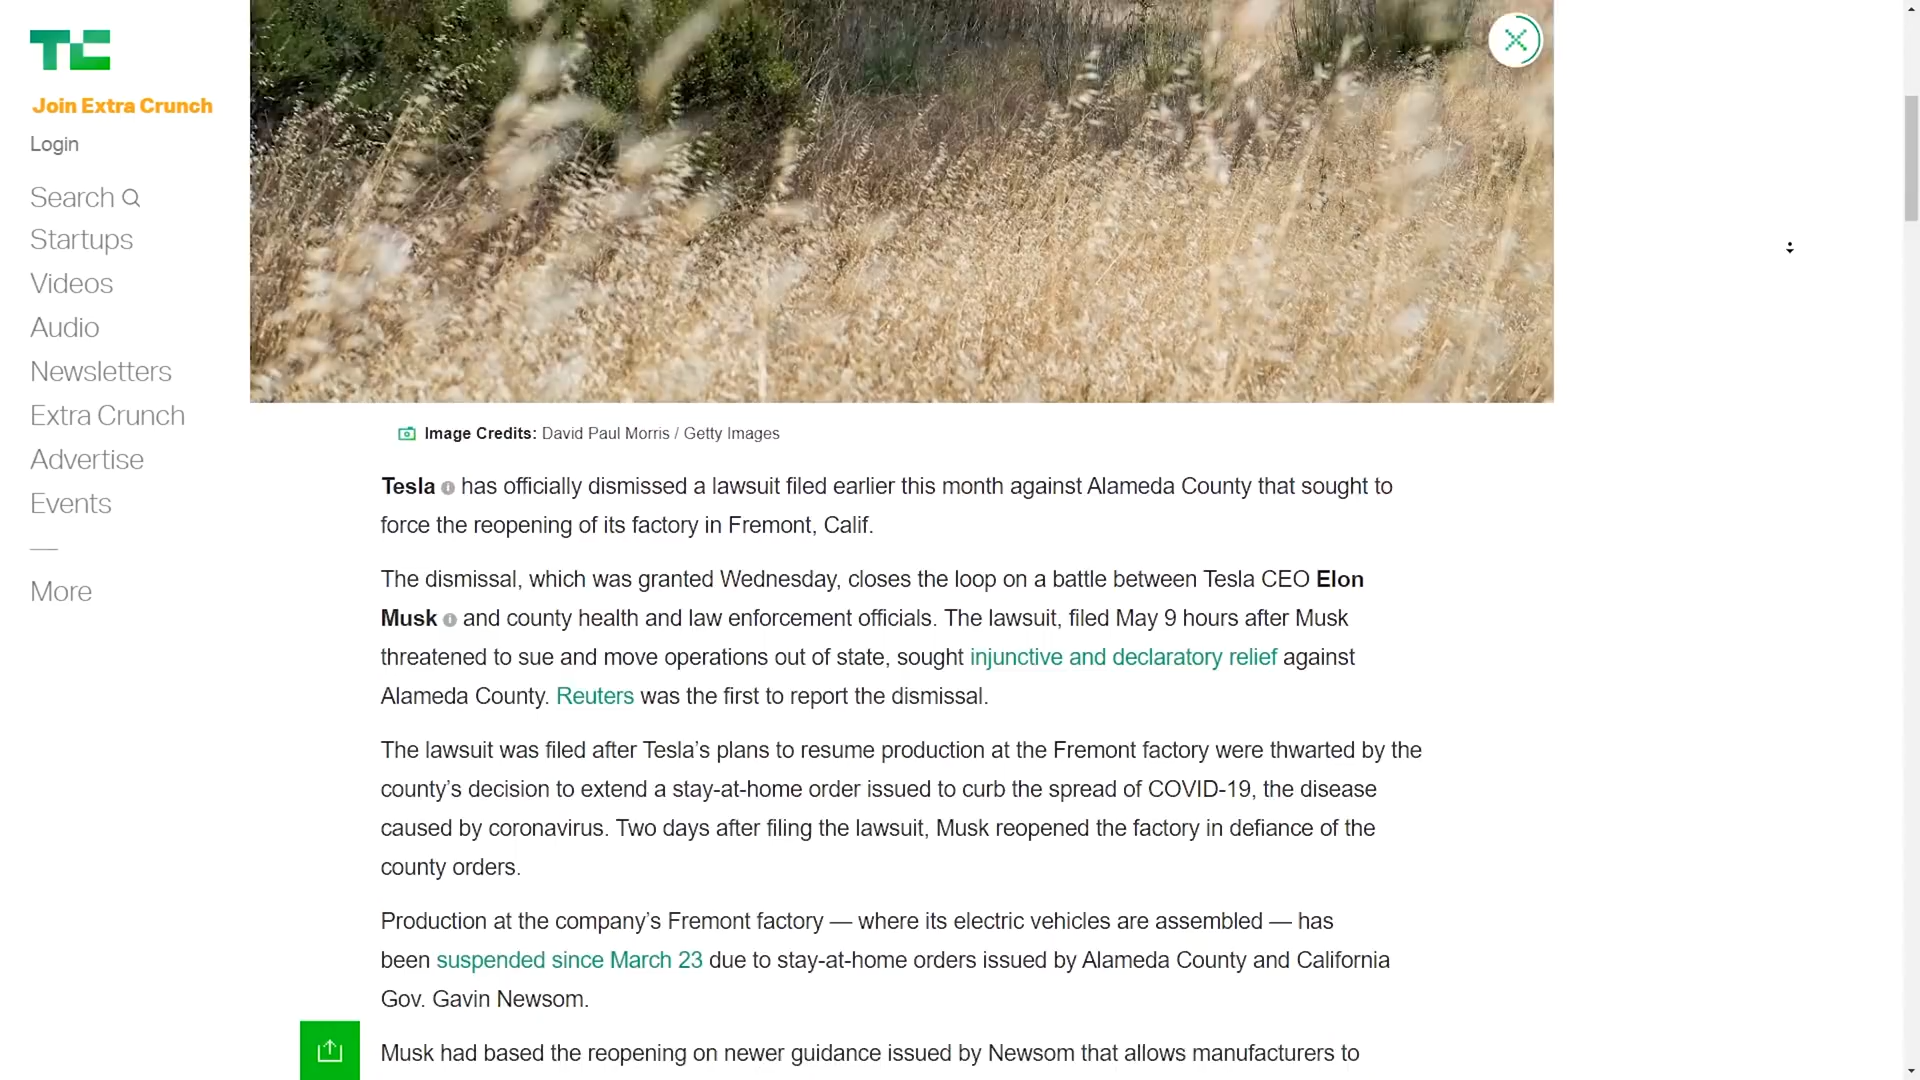 TC
Join Extra Crunch
Login
Search
Startups
Videos
Audio
Newsletters
Extra Crunch
Advertise
Events
More
Image Credits: David Paul Morris / Getty Images
Tesla has officially dismissed a lawsuit filed earlier this month against Alameda County that sought to
force the reopening of its factory in Fremont, Calif.
The dismissal, which was granted Wednesday, closes the loop on a battle between Tesla CEO Elon
Musk and county health and law enforcement officials. The lawsuit, filed May 9 hours after Musk
threatened to sue and move operations out of state, sought injunctive and declaratory relief against
Alameda County. Reuters was the first to report the dismissal.
The lawsuit was filed after Tesla’s plans to resume production at the Fremont factory were thwarted by the
county’s decision to extend a stay-at-home order issued to curb the spread of COVID-19, the disease
caused by coronavirus. Two days after filing the lawsuit, Musk reopened the factory in defiance of the
county orders.
Production at the company’s Fremont factory — where its electric vehicles are assembled — has
been suspended since March 23 due to stay-at-home orders issued by Alameda County and California
Gov. Gavin Newsom.
Musk had based the reopening on newer guidance issued by Newsom that allows manufacturers to